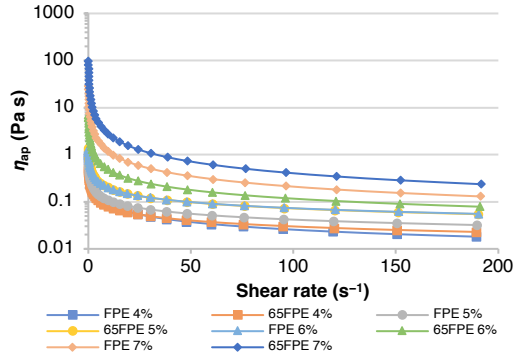 1000
100
10
1
0.1
0.01
ηap (Pa s)
0 50 100 150 200
Shear rate (s⁻¹)
FPE 4% 65FPE 4% FPE 5%
65FPE 5% FPE 6% 65FPE 6%
FPE 7% 65FPE 7%